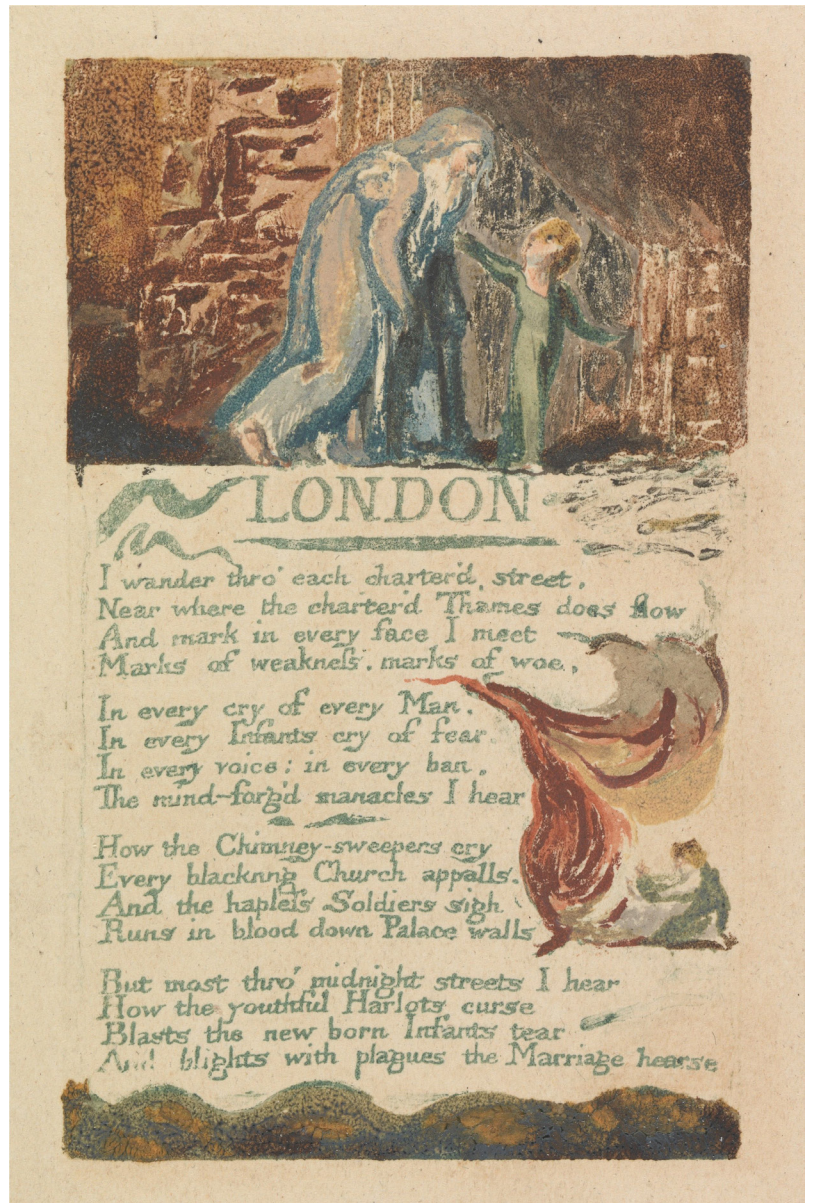 LONDON
I wander thro' each charter'd street,
Near where the charter'd Thames does flow
And mark in every face I meet
Marks of weakneſs, marks of woe.
In every cry of every Man.
In every Infants cry of fear
In every voice; in every ban.
The mind-forg'd manacles I hear
How the Chimney-sweepers cry
Every blackning Church appalls.
And the hapleſs Soldiers sigh
Runs in blood down Palace walls
But most thro' midnight streets I hear
How the youthful Harlots curse
Blasts the new born Infants tear
And blights with plagues the Marriage hearse